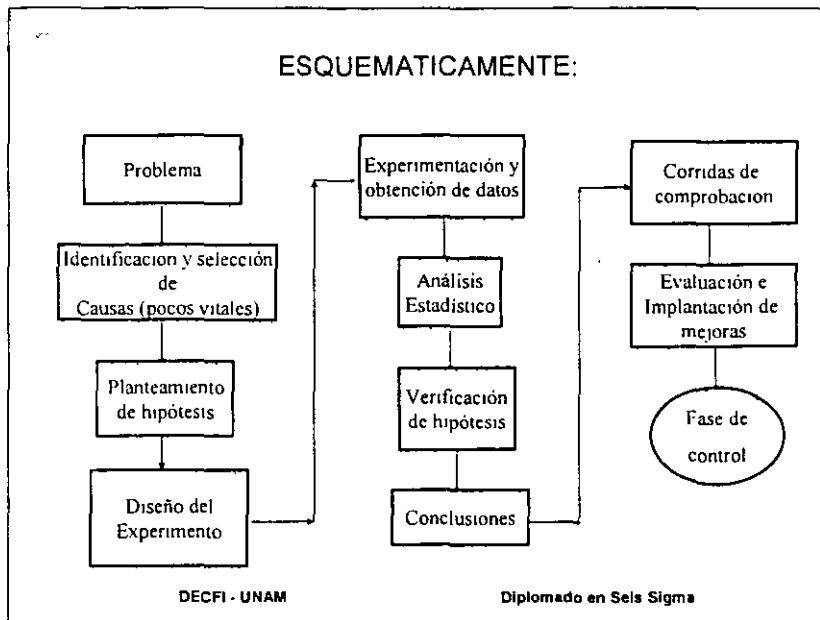 ESQUEMATICAMENTE:
Problema
Identificacion y selección
de
Causas (pocos vitales)
Planteamiento
de hipótesis
Diseño del
Experimento
Experimentación y
obtención de datos
Análisis
Estadístico
Verificación
de hipótesis
Conclusiones
Corridas de
comprobacion
Evaluación e
Implantación de
mejoras
Fase de
control
DECFI - UNAM
Diplomado en Seis Sigma